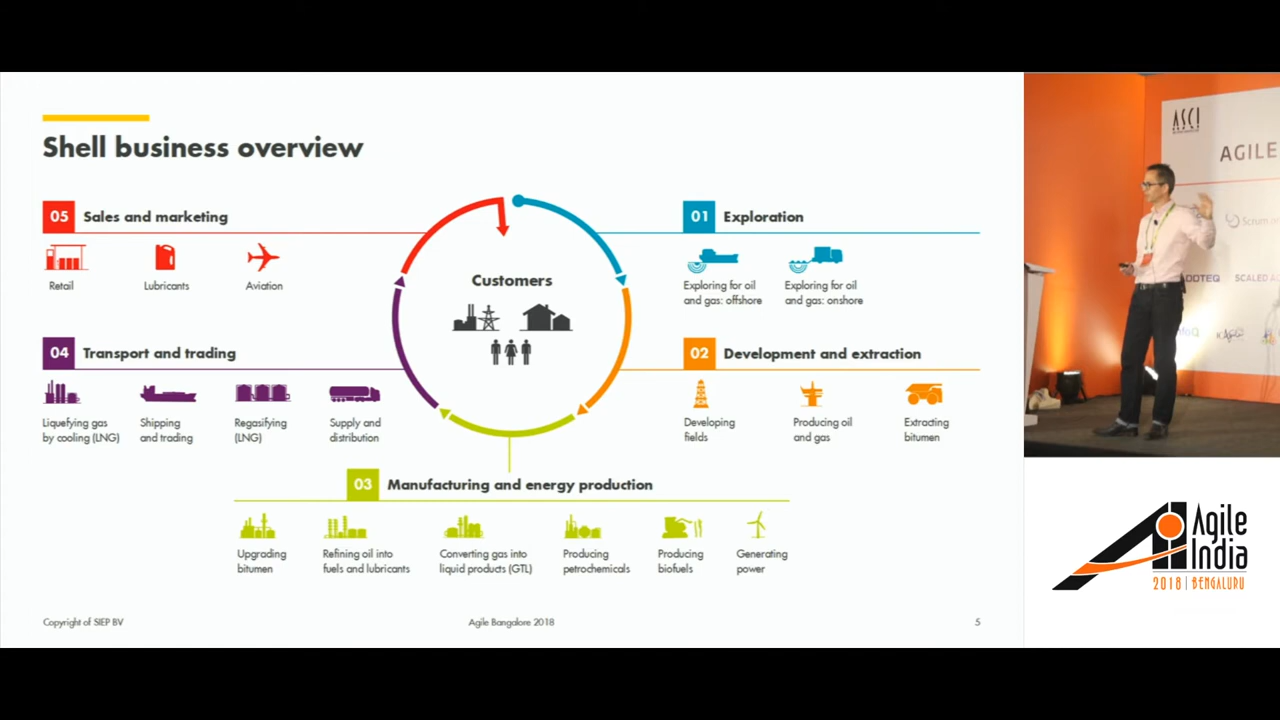 Shell business overview
05 Sales and marketing
Retail
Lubricants
Aviation
01 Exploration
Exploring for oil
and gas: offshore
Exploring for oil
and gas: onshore
Customers
04 Transport and trading
Liquefying gas
by cooling (LNG)
Shipping
and trading
Regasifying
(LNG)
Supply and
distribution
02 Development and extraction
Developing
fields
Producing oil
and gas
Extracting
bitumen
03 Manufacturing and energy production
Upgrading
bitumen
Refining oil into
fuels and lubricants
Converting gas into
liquid products (GTL)
Producing
petrochemicals
Producing
biofuels
Generating
power
Copyright of SIEP BV
Agile Bangalore 2018
5
ASCI
AGILE
SCALED
Agile
India
2018 | BENGALURU